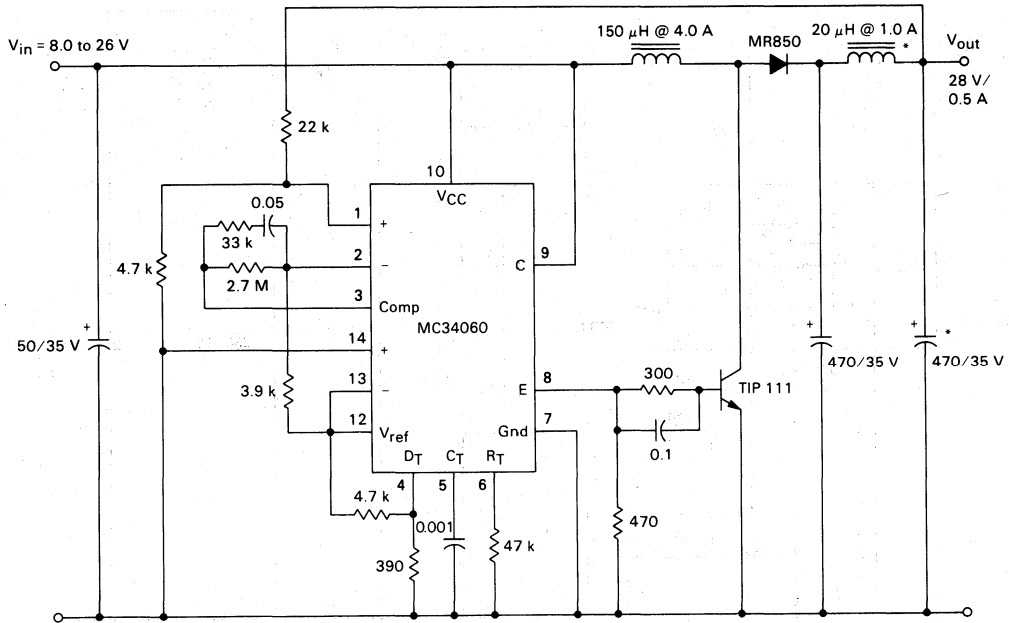 150 μH @ 4.0 A
20 μH @ 1.0 A
*
MR850
Vin = 8.0 to 26 V
Vout
28 V/
0.5 A
22 k
10
VCC
0.05
1
+
33 k
2
−
9
C
4.7 k
2.7 M
3
Comp
MC34060
+
50/35 V
14
+
+
470/35 V
+
*
470/35 V
13
−
3.9 k
8
E
300
TIP 111
12
Vref
7
Gnd
0.1
DT
CT
RT
4
5
6
4.7 k
0.001
470
390
47 k